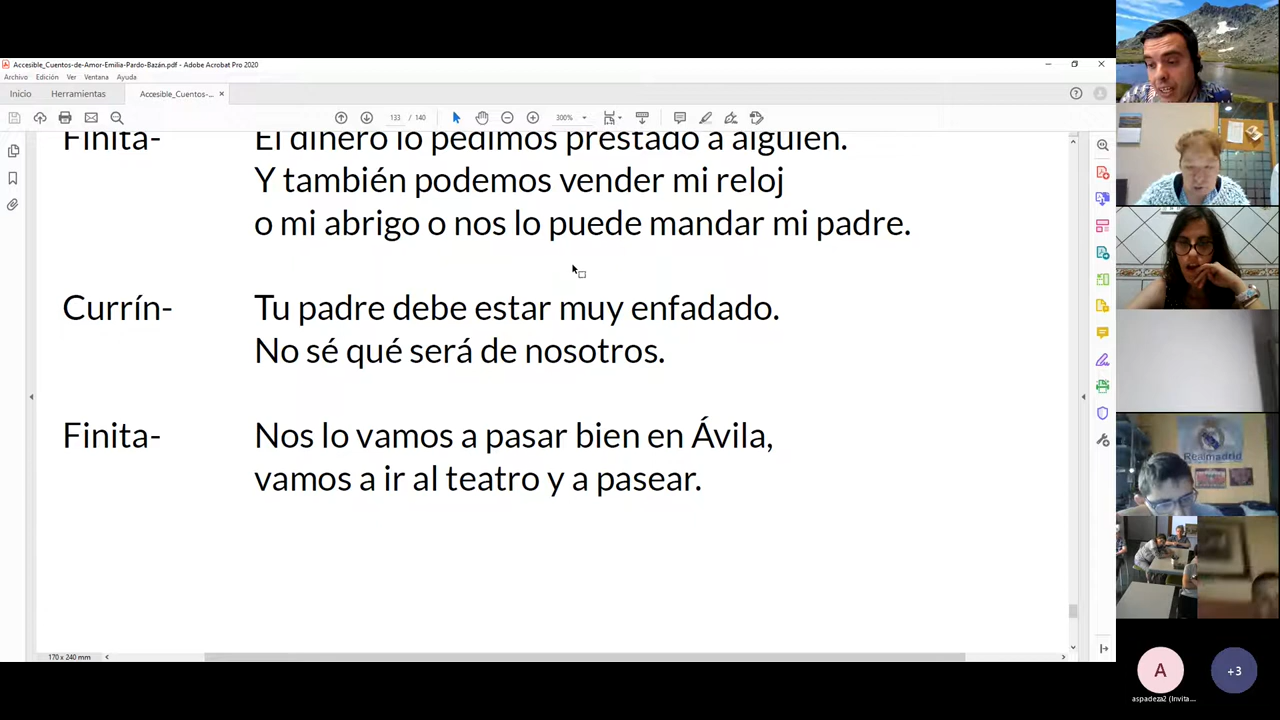 Accesible_Cuentos-de-Amor-Emilia-Pardo-Bazán.pdf - Adobe Acrobat Pro 2020
Archivo Edición Ver Ventana Ayuda
Inicio Herramientas Accesible_Cuentos-...
133 / 140 300%
Finita- El dinero lo pedimos prestado a alguien.
Y también podemos vender mi reloj
o mi abrigo o nos lo puede mandar mi padre.
Currín- Tu padre debe estar muy enfadado.
No sé qué será de nosotros.
Finita- Nos lo vamos a pasar bien en Ávila,
vamos a ir al teatro y a pasear.
170 x 240 mm
Realmadrid
A
+3
aspadeza2 (Invita...